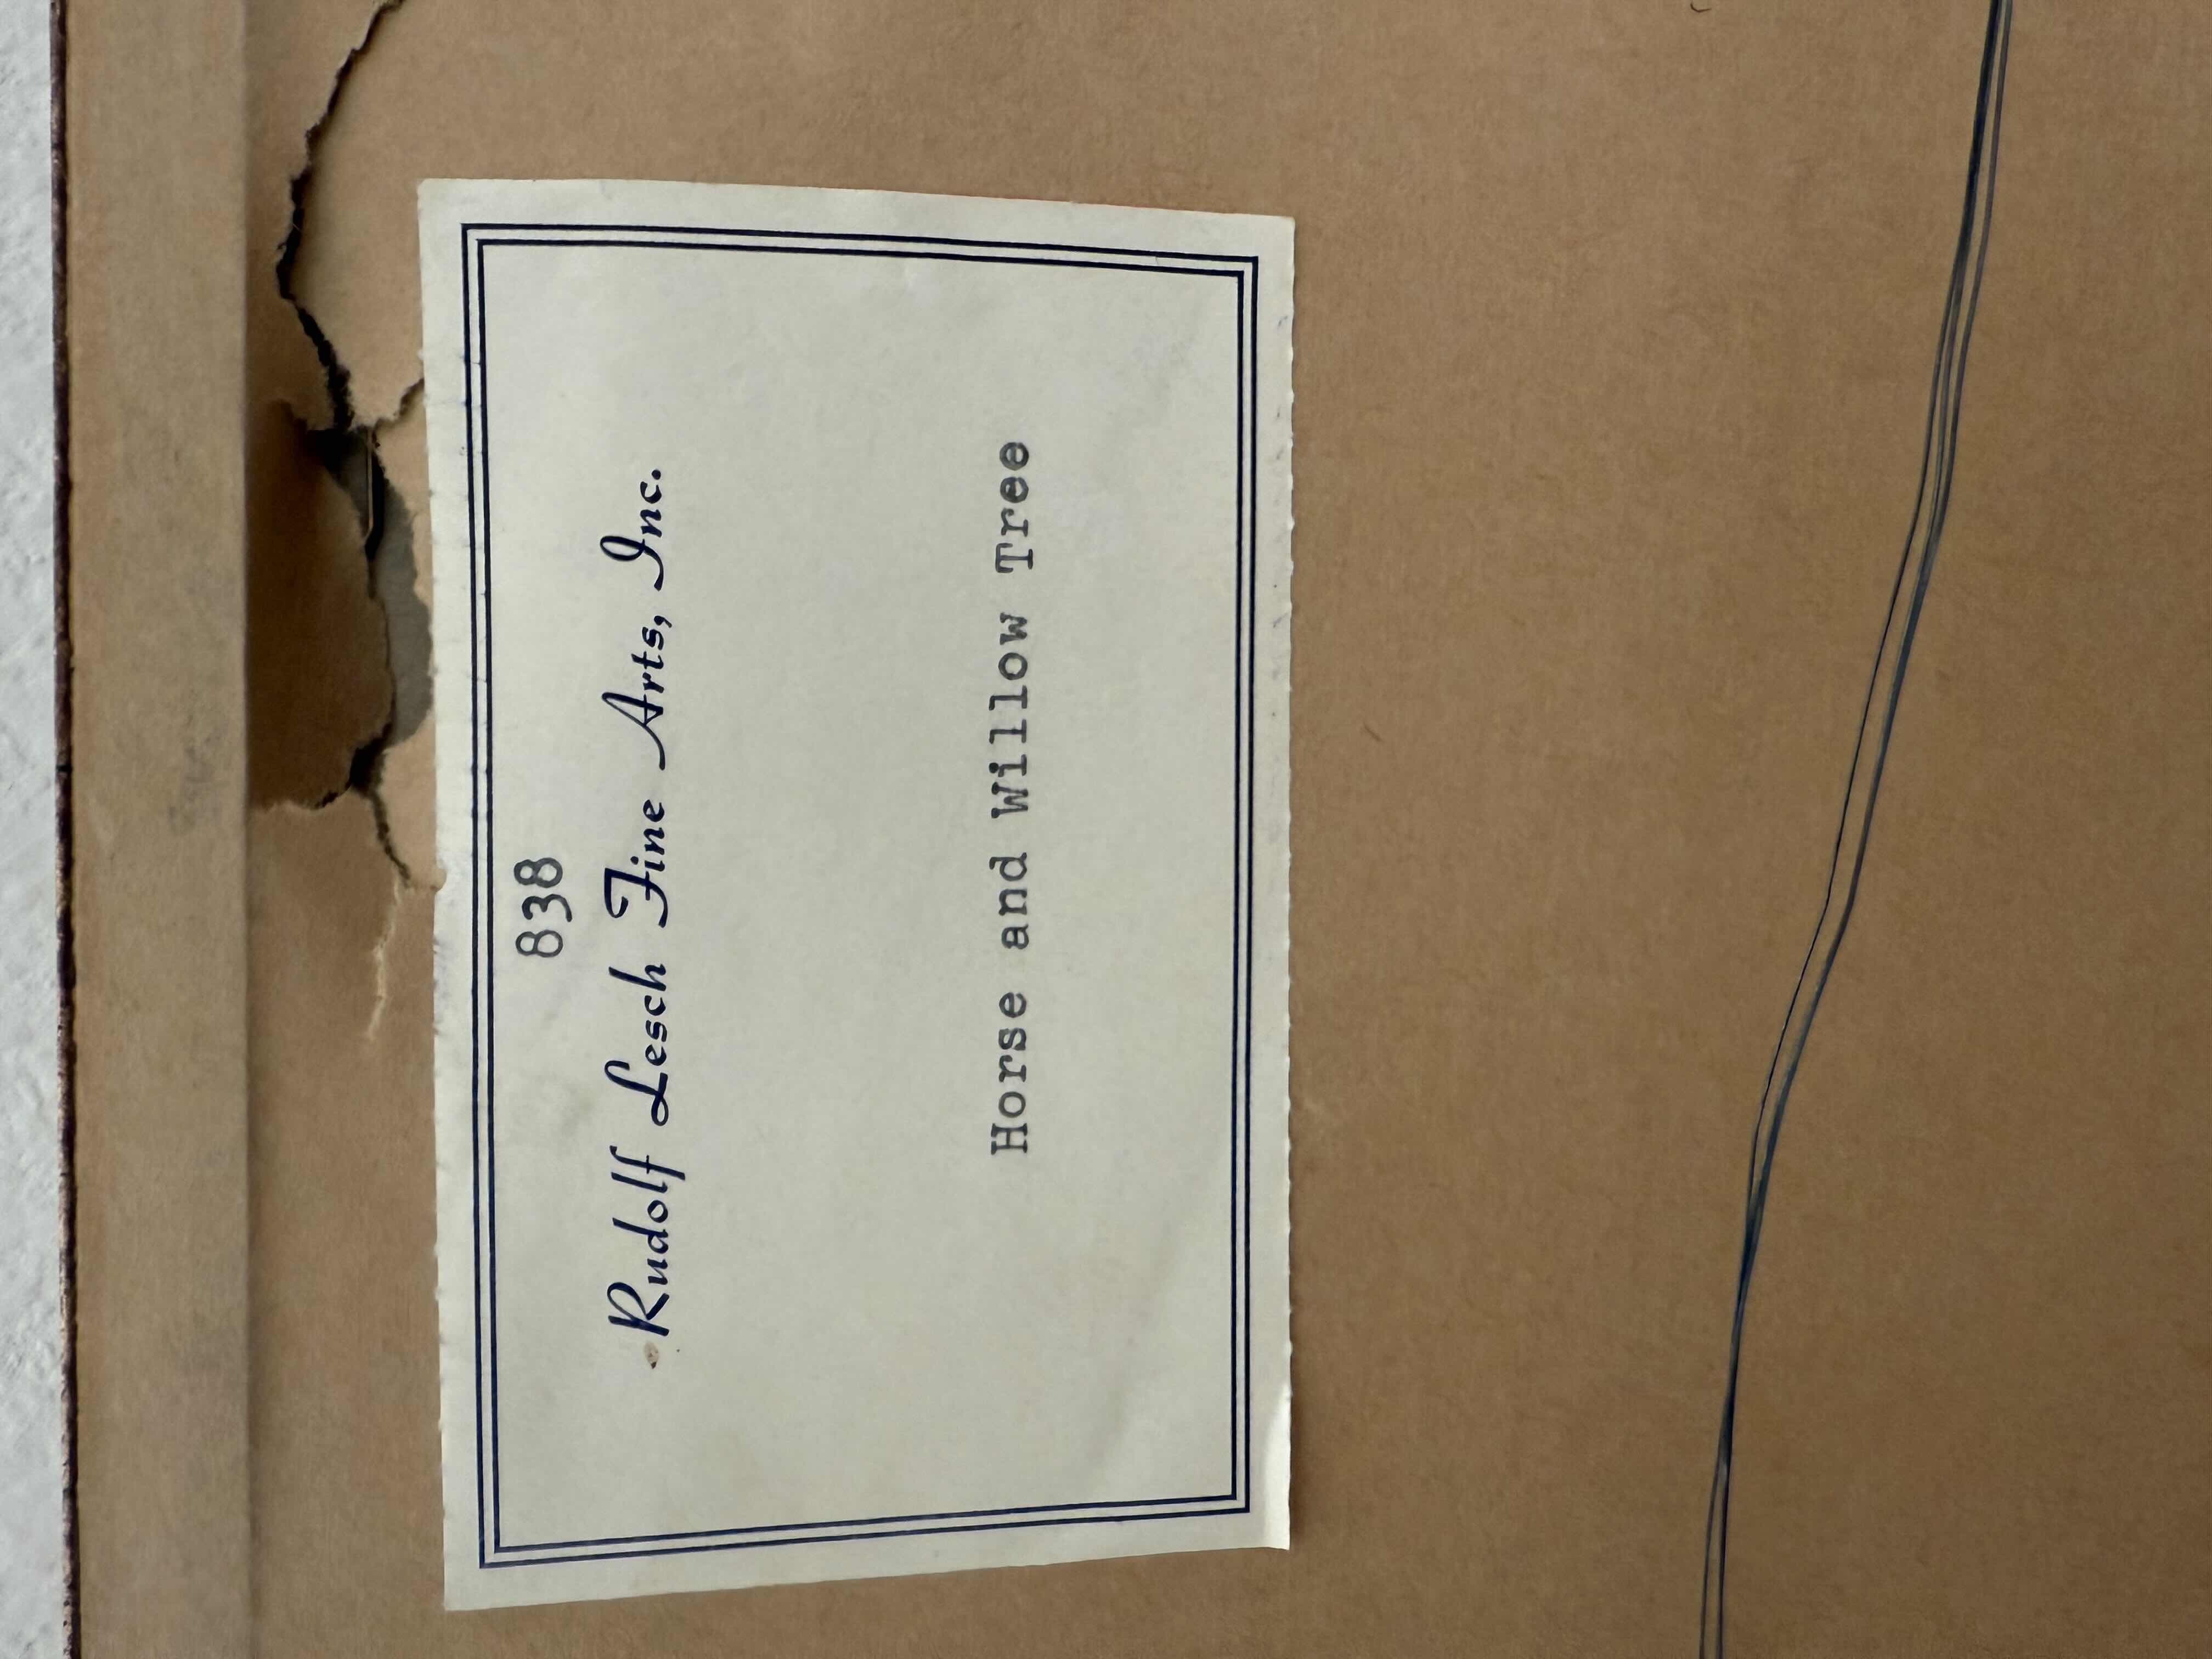 838
Rudolf Lesch Fine Arts, Inc.
Horse and Willow Tree